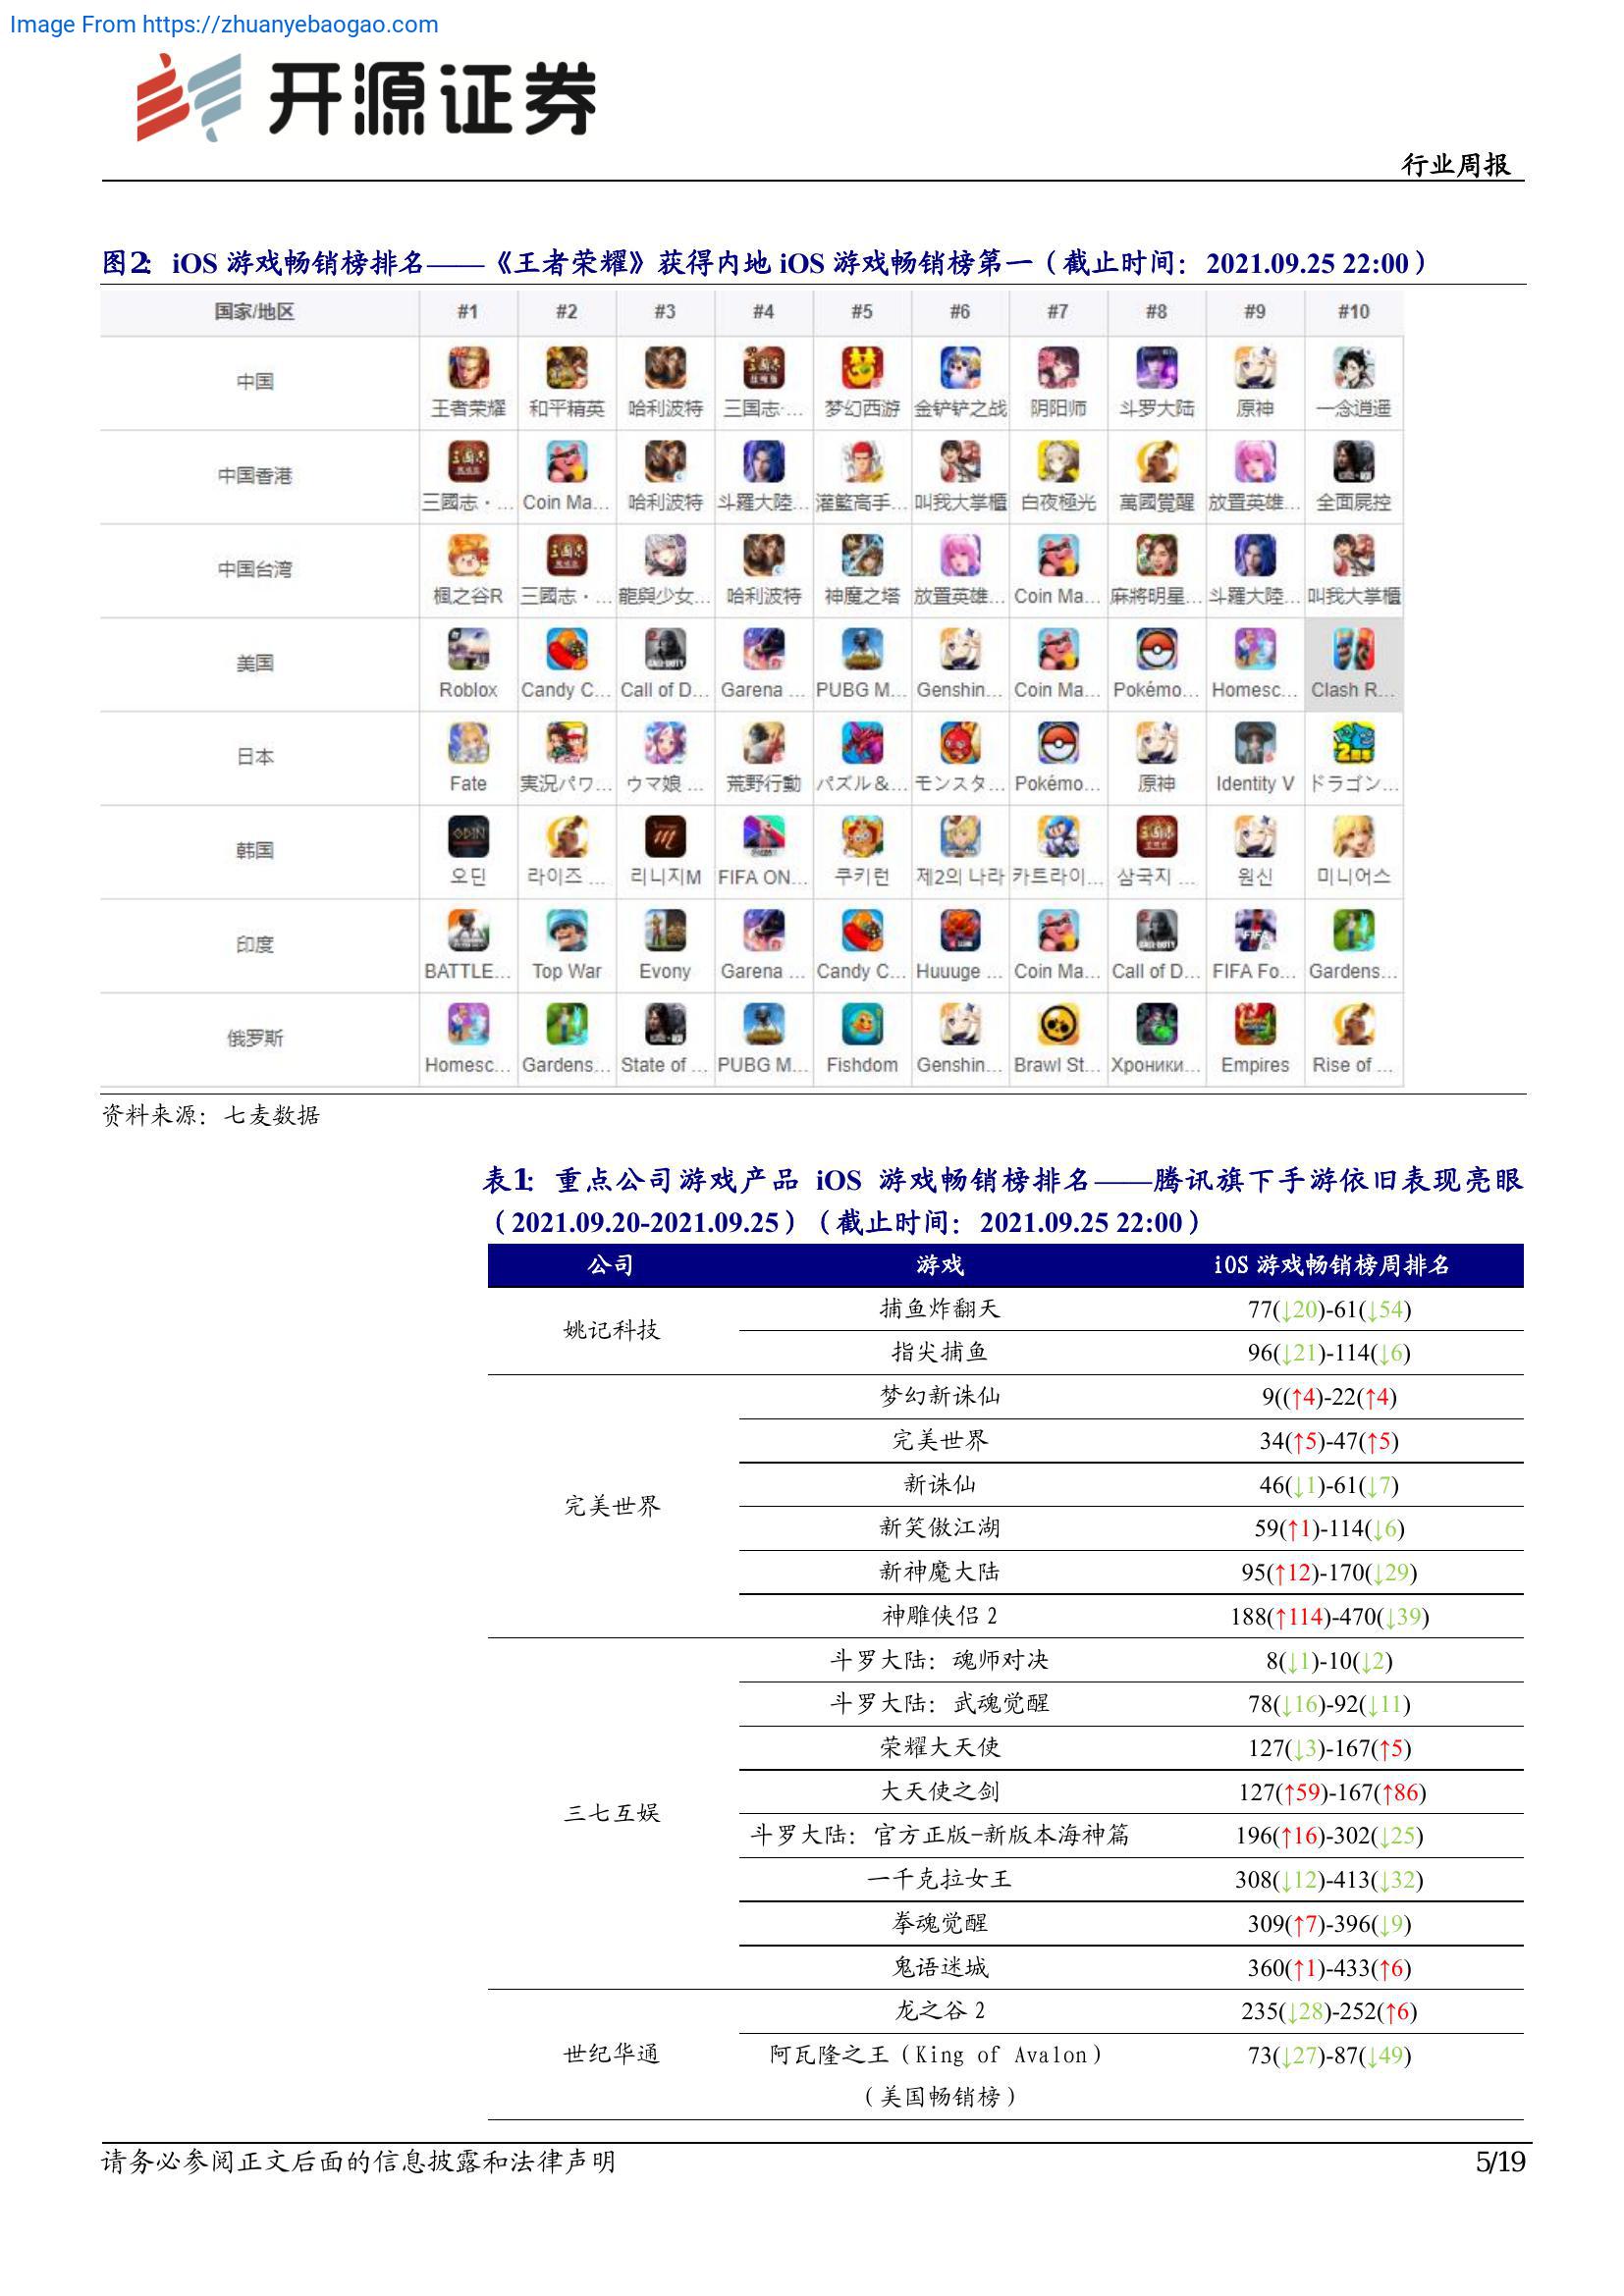 Image From https://zhuanyebaogao.com
开源证券
行业周报
图2: iOS 游戏畅销榜排名——《王者荣耀》获得内地 iOS 游戏畅销榜第一（截止时间：2021.09.25 22:00）
国家/地区 #1 #2 #3 #4 #5 #6 #7 #8 #9 #10
中国 王者荣耀 和平精英 哈利波特 三国志·... 梦幻西游 金铲铲之战 阴阳师 斗罗大陆 原神 一念逍遥
中国香港 三國志·... Coin Ma... 哈利波特 斗羅大陸... 灌籃高手... 叫我大掌櫃 白夜極光 萬國覺醒 放置英雄... 全面屍控
中国台湾 楓之谷R 三國志·... 龍與少女... 哈利波特 神魔之塔 放置英雄... Coin Ma... 麻將明星... 斗羅大陸... 叫我大掌櫃
美国 Roblox Candy C... Call of D... Garena ... PUBG M... Genshin... Coin Ma... Pokémo... Homesc... Clash R...
日本 Fate 実況パワ... ウマ娘 ... 荒野行動 パズル＆... モンスタ... Pokémo... 原神 Identity V ドラゴン...
韩国 오딘 라이즈 ... 리니지M FIFA ON... 쿠키런 제2의 나라 카트라이... 삼국지 ... 원신 미니어스
印度 BATTLE... Top War Evony Garena ... Candy C... Huuuge ... Coin Ma... Call of D... FIFA Fo... Gardens...
俄罗斯 Homesc... Gardens... State of ... PUBG M... Fishdom Genshin... Brawl St... Хроники... Empires Rise of ...
资料来源：七麦数据
表1: 重点公司游戏产品 iOS 游戏畅销榜排名——腾讯旗下手游依旧表现亮眼
（2021.09.20-2021.09.25）（截止时间：2021.09.25 22:00）
公司 游戏 iOS 游戏畅销榜周排名
姚记科技
捕鱼炸翻天 77(↓20)-61(↓54)
指尖捕鱼 96(↓21)-114(↓6)
完美世界
梦幻新诛仙 9((↑4)-22(↑4)
完美世界 34(↑5)-47(↑5)
新诛仙 46(↓1)-61(↓7)
新笑傲江湖 59(↑1)-114(↓6)
新神魔大陆 95(↑12)-170(↓29)
神雕侠侣 2 188(↑114)-470(↓39)
三七互娱
斗罗大陆：魂师对决 8(↓1)-10(↓2)
斗罗大陆：武魂觉醒 78(↓16)-92(↓11)
荣耀大天使 127(↓3)-167(↑5)
大天使之剑 127(↑59)-167(↑86)
斗罗大陆：官方正版-新版本海神篇 196(↑16)-302(↓25)
一千克拉女王 308(↓12)-413(↓32)
拳魂觉醒 309(↑7)-396(↓9)
鬼语迷城 360(↑1)-433(↑6)
世纪华通
龙之谷 2 235(↓28)-252(↑6)
阿瓦隆之王（King of Avalon） 73(↓27)-87(↓49)
（美国畅销榜）
请务必参阅正文后面的信息披露和法律声明
5/19